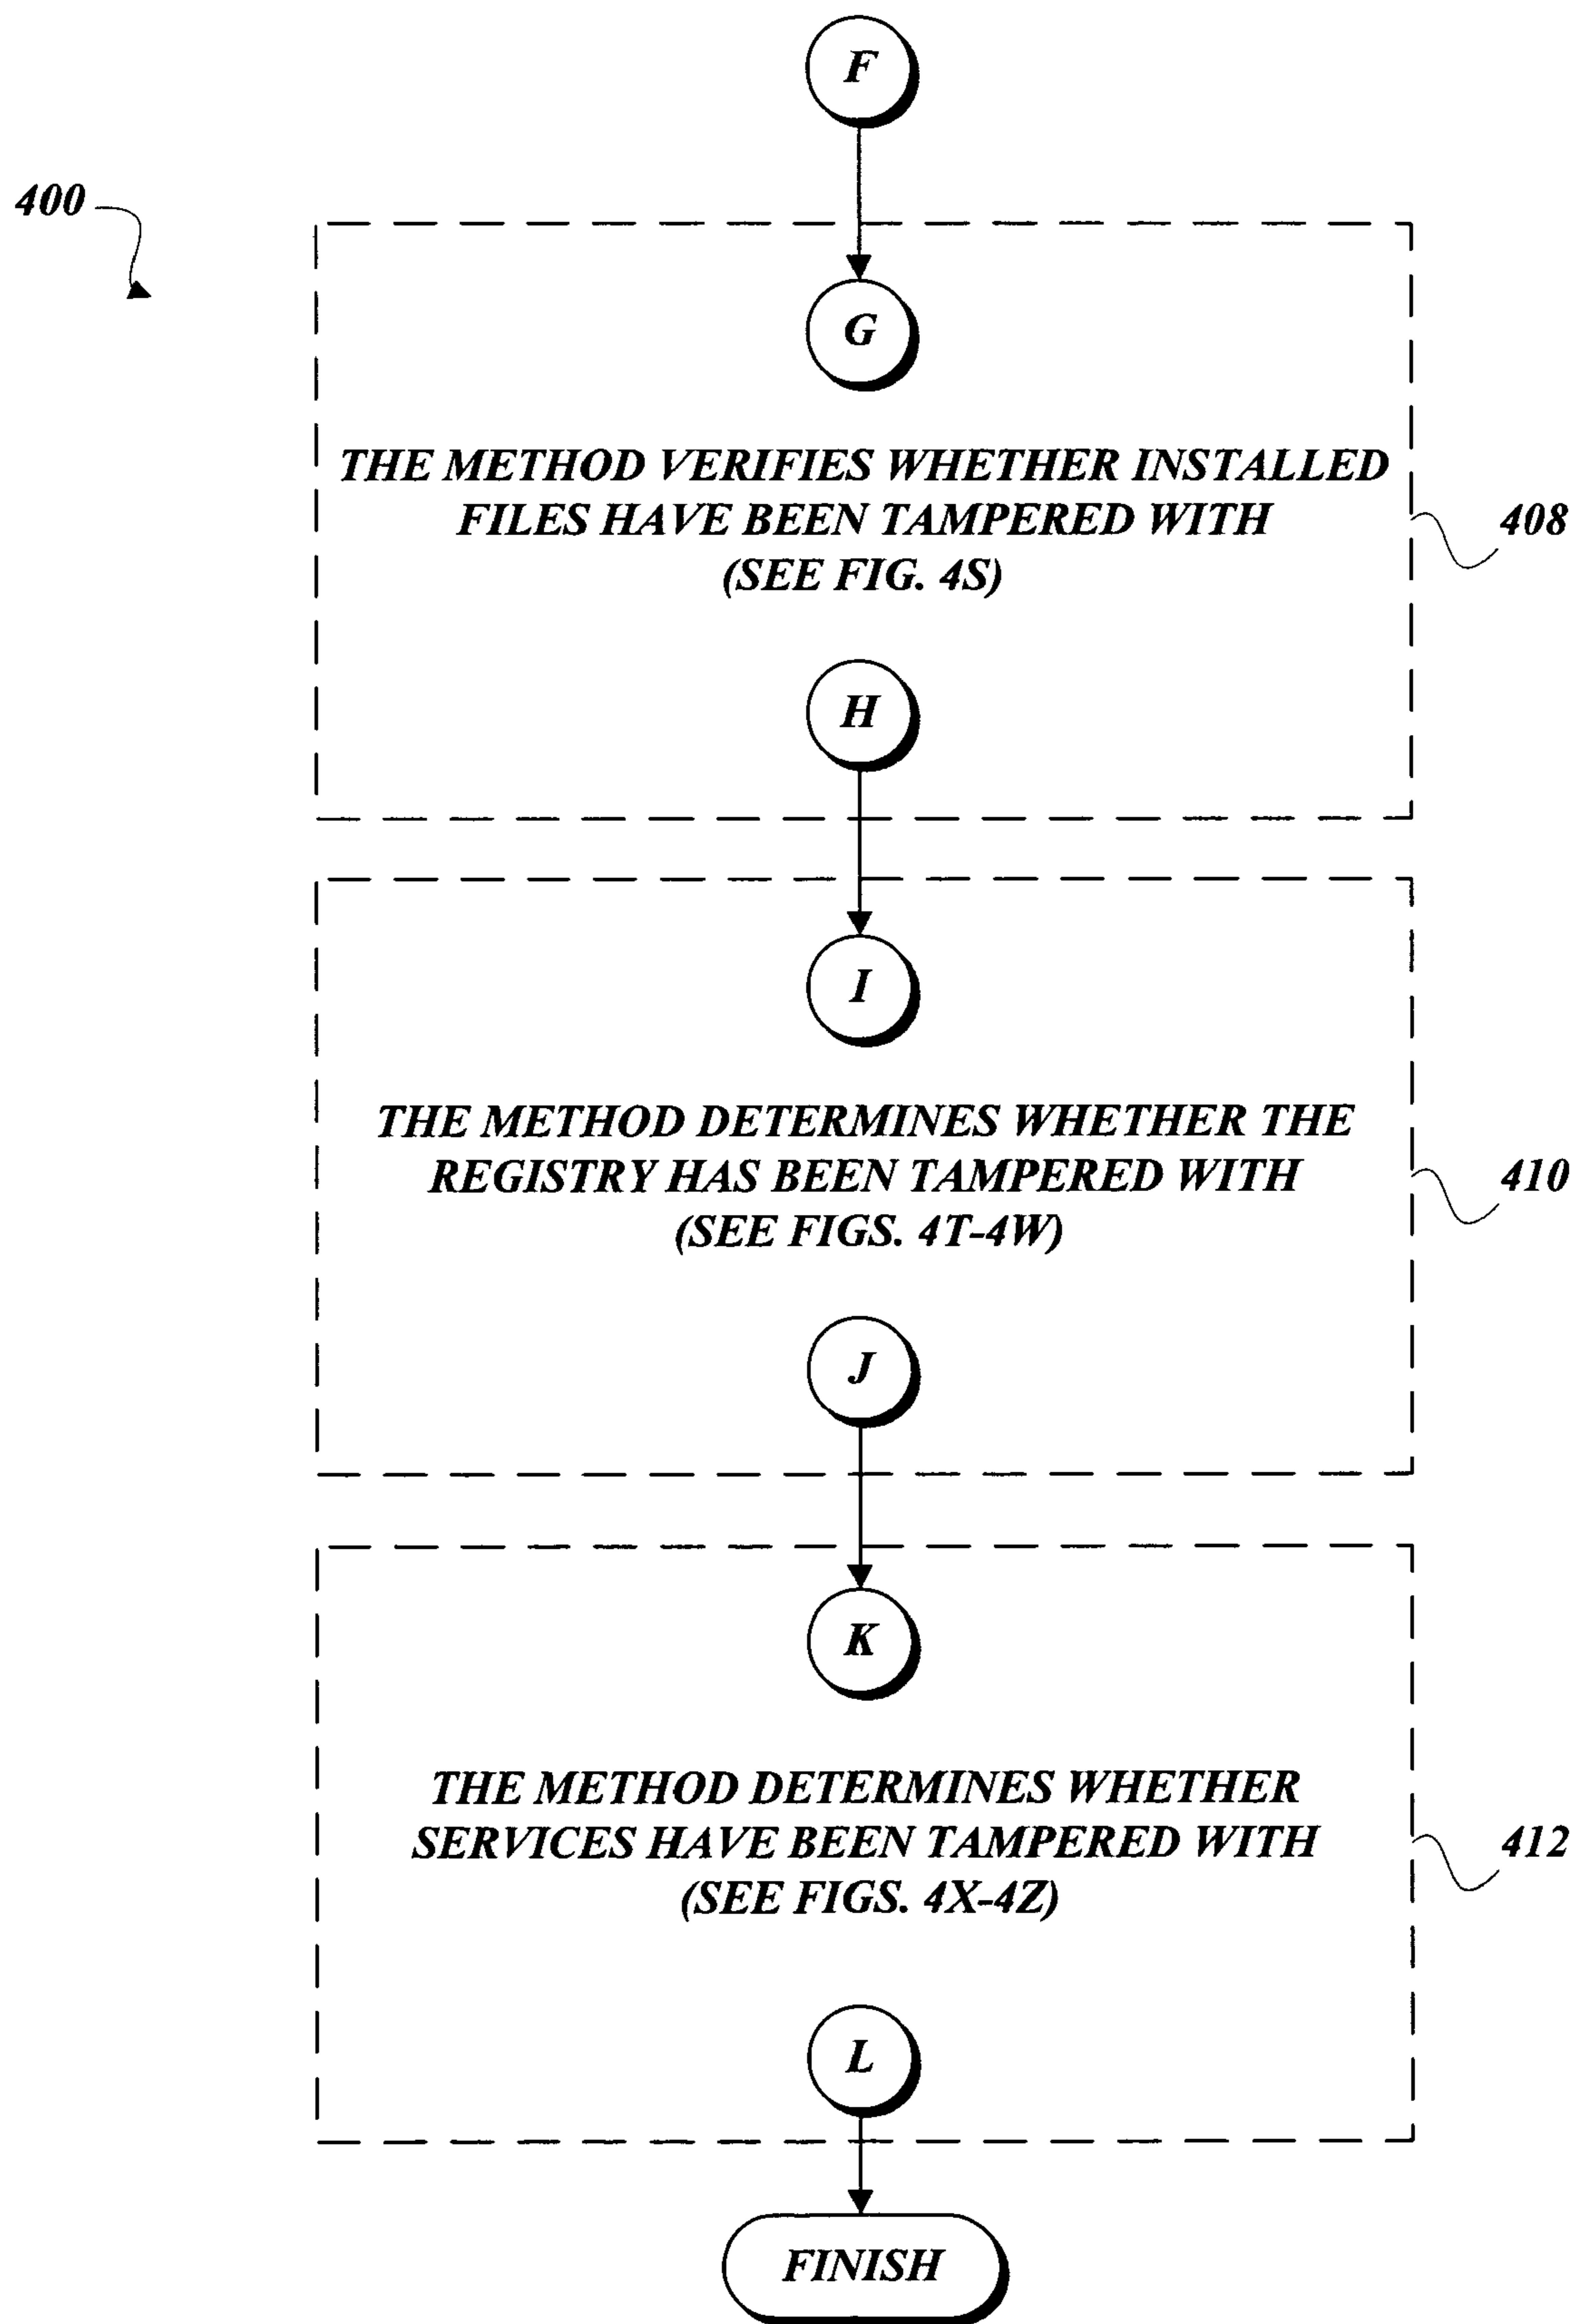 F
400
G
THE METHOD VERIFIES WHETHER INSTALLED
FILES HAVE BEEN TAMPERED WITH
(SEE FIG. 4S)
408
H
I
THE METHOD DETERMINES WHETHER THE
REGISTRY HAS BEEN TAMPERED WITH
(SEE FIGS. 4T-4W)
410
J
K
THE METHOD DETERMINES WHETHER
SERVICES HAVE BEEN TAMPERED WITH
(SEE FIGS. 4X-4Z)
412
L
FINISH